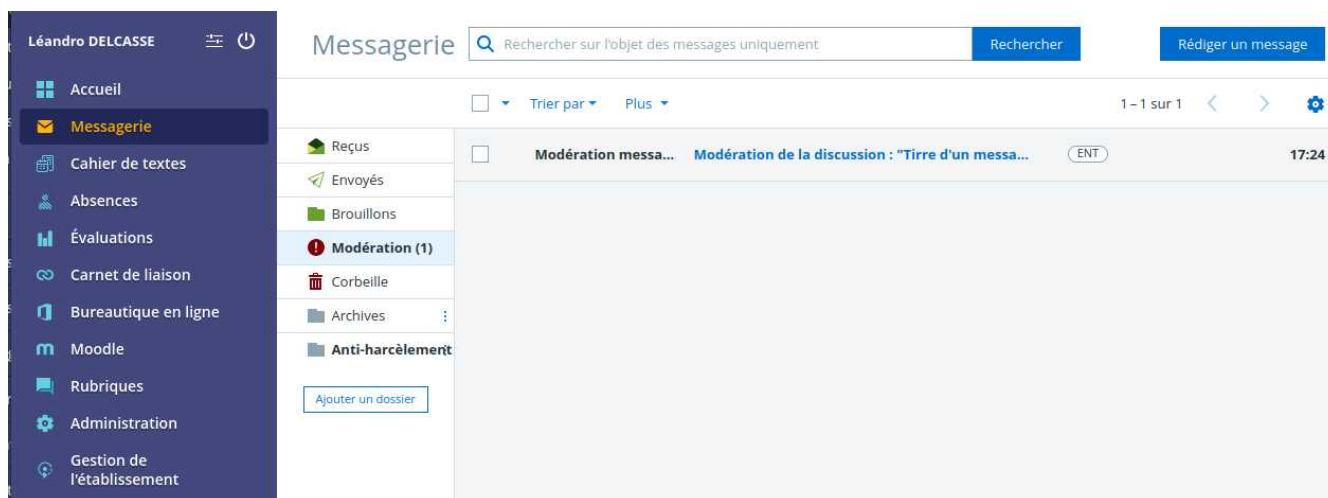 Léandro DELCASSE
Accueil
Messagerie
Cahier de textes
Absences
Évaluations
Carnet de liaison
Bureautique en ligne
Moodle
Rubriques
Administration
Gestion de
l'établissement
Messagerie
Rechercher sur l'objet des messages uniquement
Rechercher
Rédiger un message
Trier par
Plus
1–1 sur 1
Reçus
Envoyés
Brouillons
Modération (1)
Corbeille
Archives
Anti-harcèlement
Ajouter un dossier
Modération messa...
Modération de la discussion : "Tirre d'un messa...
ENT
17:24